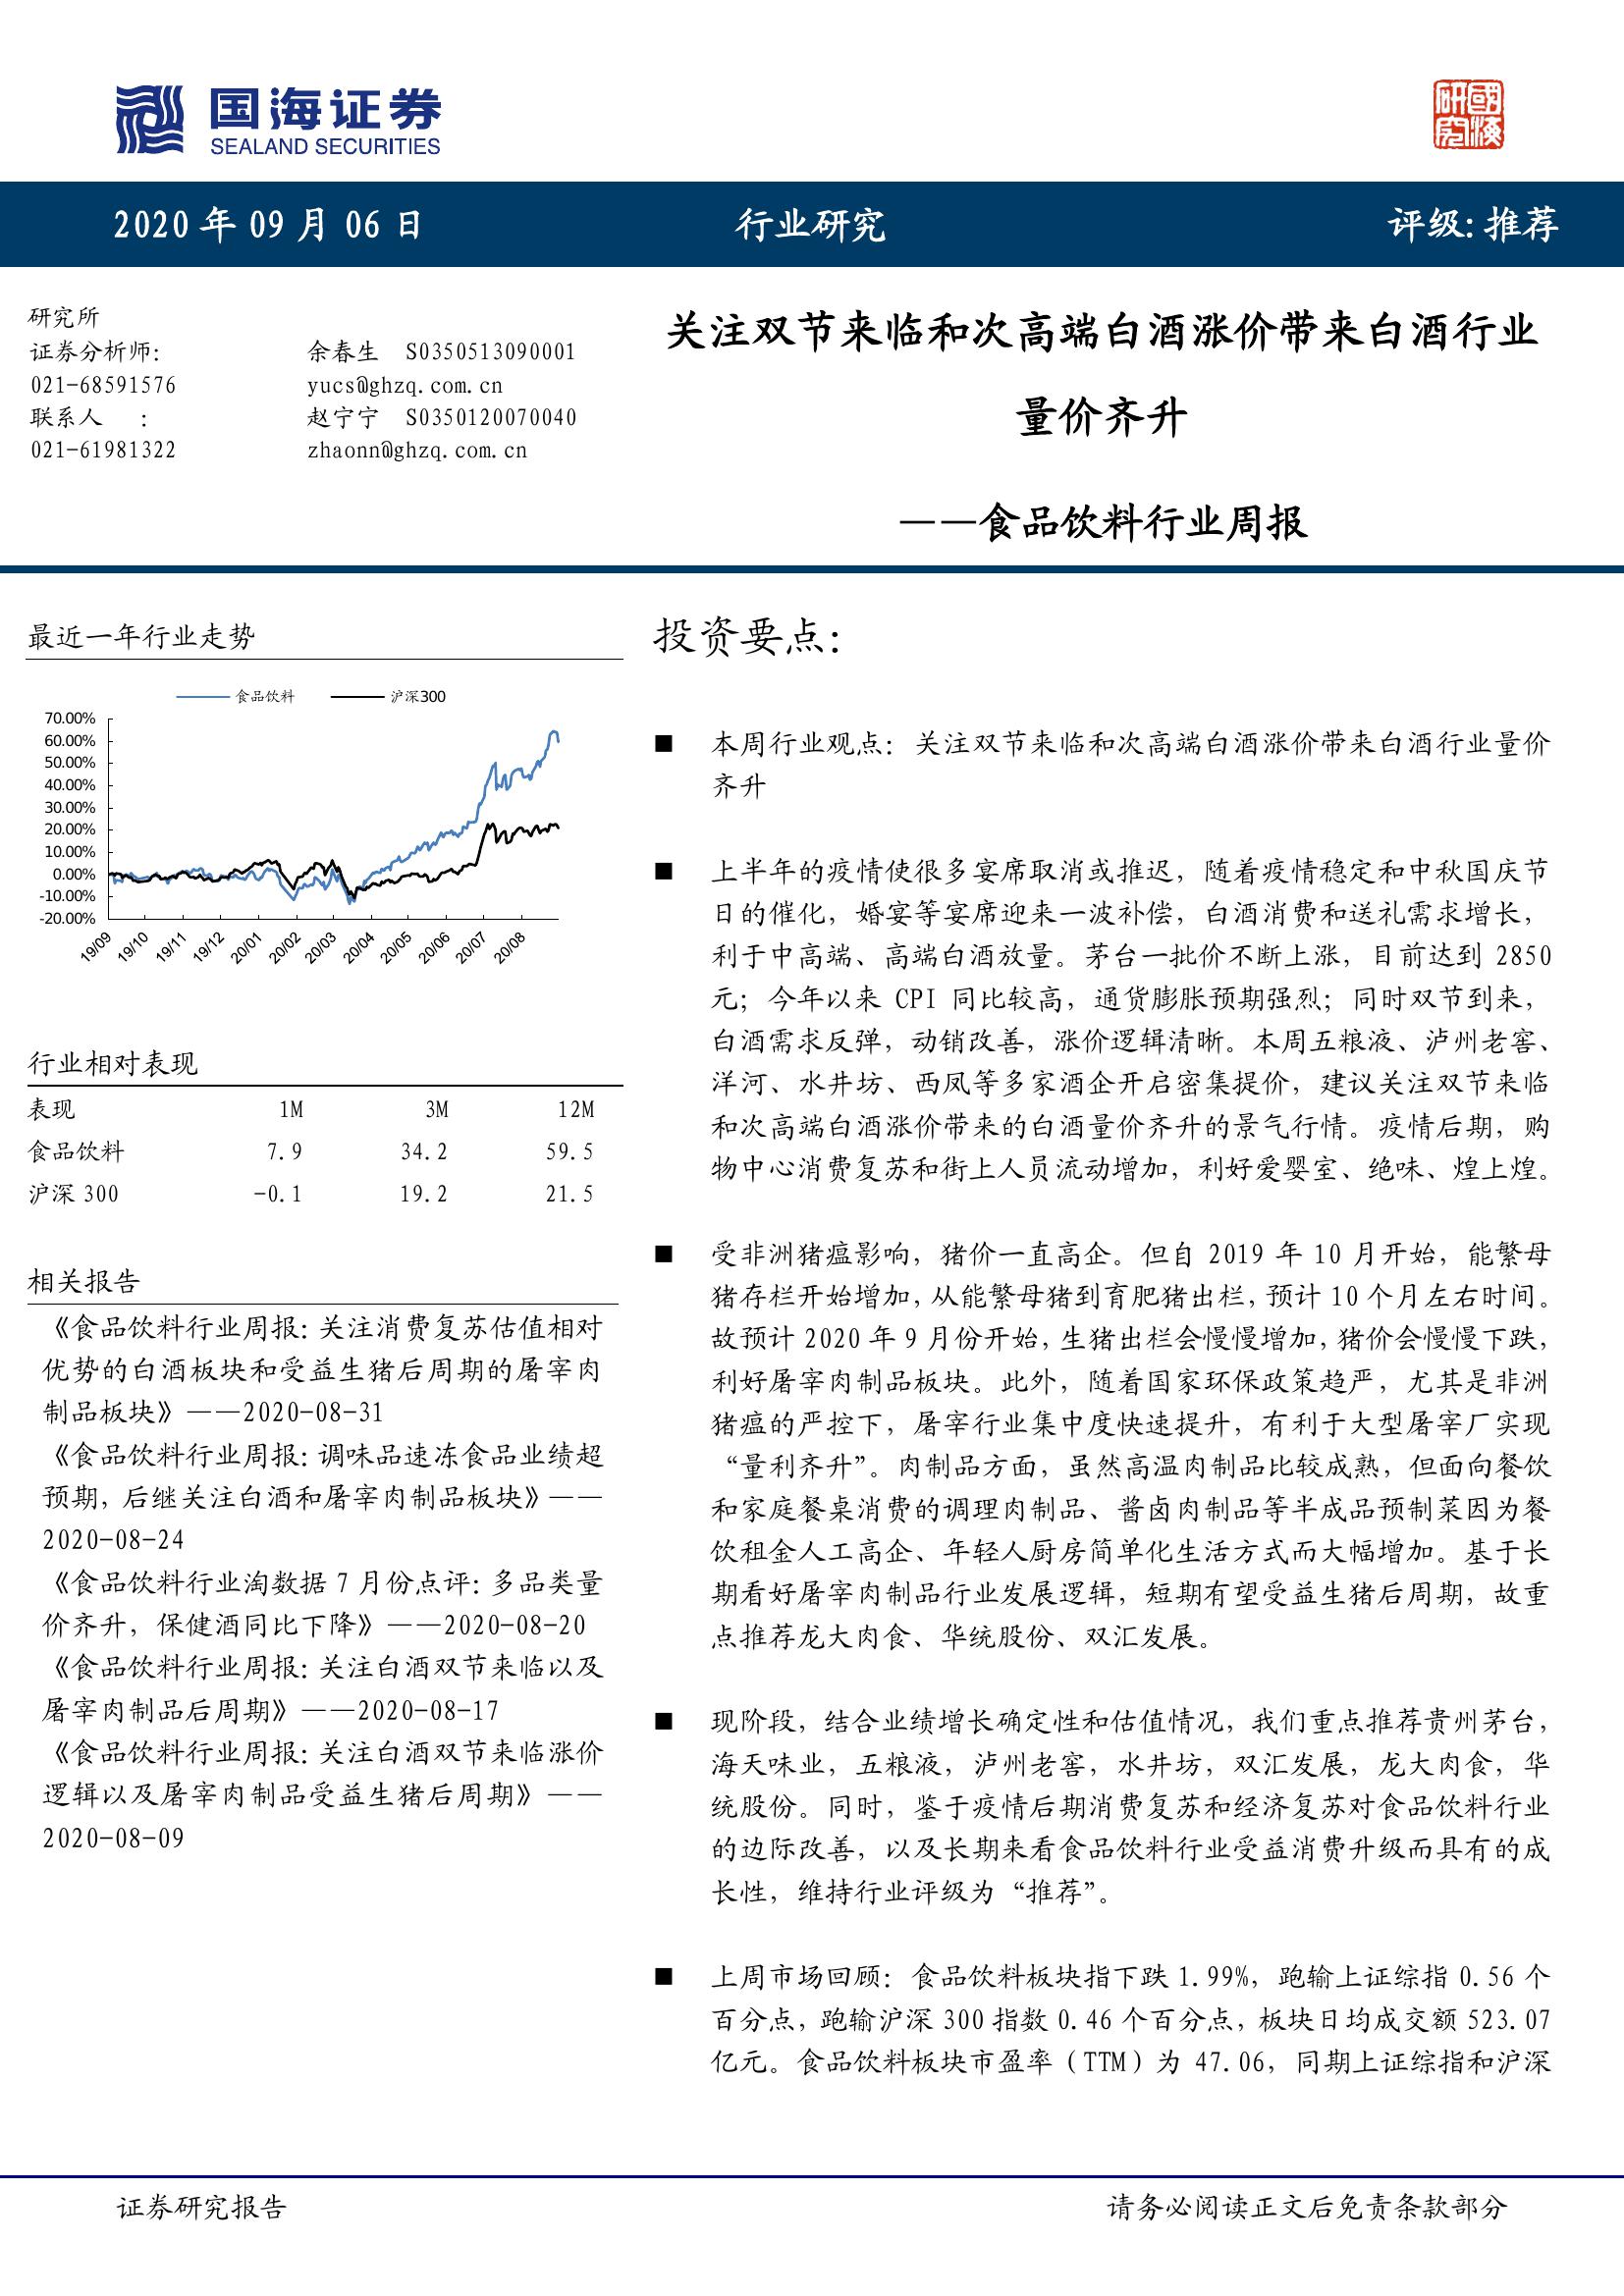 国海证券
SEALAND SECURITIES
研究
國海
2020 年 09 月 06 日
行业研究
评级:推荐
研究所
证券分析师: 余春生 S0350513090001
021-68591576 yucs@ghzq.com.cn
联系人 : 赵宁宁 S0350120070040
021-61981322 zhaonn@ghzq.com.cn
关注双节来临和次高端白酒涨价带来白酒行业
量价齐升
——食品饮料行业周报
最近一年行业走势
食品饮料 沪深300
70.00%
60.00%
50.00%
40.00%
30.00%
20.00%
10.00%
0.00%
-10.00%
-20.00%
19/09 19/10 19/11 19/12 20/01 20/02 20/03 20/04 20/05 20/06 20/07 20/08
行业相对表现
表现 1M 3M 12M
食品饮料 7.9 34.2 59.5
沪深 300 -0.1 19.2 21.5
相关报告
《食品饮料行业周报:关注消费复苏估值相对
优势的白酒板块和受益生猪后周期的屠宰肉
制品板块》——2020-08-31
《食品饮料行业周报:调味品速冻食品业绩超
预期,后继关注白酒和屠宰肉制品板块》——
2020-08-24
《食品饮料行业淘数据 7 月份点评:多品类量
价齐升,保健酒同比下降》——2020-08-20
《食品饮料行业周报:关注白酒双节来临以及
屠宰肉制品后周期》——2020-08-17
《食品饮料行业周报:关注白酒双节来临涨价
逻辑以及屠宰肉制品受益生猪后周期》——
2020-08-09
投资要点:
■ 本周行业观点:关注双节来临和次高端白酒涨价带来白酒行业量价
齐升
■ 上半年的疫情使很多宴席取消或推迟,随着疫情稳定和中秋国庆节
日的催化,婚宴等宴席迎来一波补偿,白酒消费和送礼需求增长,
利于中高端、高端白酒放量。茅台一批价不断上涨,目前达到 2850
元;今年以来 CPI 同比较高,通货膨胀预期强烈;同时双节到来,
白酒需求反弹,动销改善,涨价逻辑清晰。本周五粮液、泸州老窖、
洋河、水井坊、西凤等多家酒企开启密集提价,建议关注双节来临
和次高端白酒涨价带来的白酒量价齐升的景气行情。疫情后期,购
物中心消费复苏和街上人员流动增加,利好爱婴室、绝味、煌上煌。
■ 受非洲猪瘟影响,猪价一直高企。但自 2019 年 10 月开始,能繁母
猪存栏开始增加,从能繁母猪到育肥猪出栏,预计 10 个月左右时间。
故预计 2020 年 9 月份开始,生猪出栏会慢慢增加,猪价会慢慢下跌,
利好屠宰肉制品板块。此外,随着国家环保政策趋严,尤其是非洲
猪瘟的严控下,屠宰行业集中度快速提升,有利于大型屠宰厂实现
“量利齐升”。肉制品方面,虽然高温肉制品比较成熟,但面向餐饮
和家庭餐桌消费的调理肉制品、酱卤肉制品等半成品预制菜因为餐
饮租金人工高企、年轻人厨房简单化生活方式而大幅增加。基于长
期看好屠宰肉制品行业发展逻辑,短期有望受益生猪后周期,故重
点推荐龙大肉食、华统股份、双汇发展。
■ 现阶段,结合业绩增长确定性和估值情况,我们重点推荐贵州茅台,
海天味业,五粮液,泸州老窖,水井坊,双汇发展,龙大肉食,华
统股份。同时,鉴于疫情后期消费复苏和经济复苏对食品饮料行业
的边际改善,以及长期来看食品饮料行业受益消费升级而具有的成
长性,维持行业评级为“推荐”。
■ 上周市场回顾:食品饮料板块指下跌 1.99%,跑输上证综指 0.56 个
百分点,跑输沪深 300 指数 0.46 个百分点,板块日均成交额 523.07
亿元。食品饮料板块市盈率(TTM)为 47.06,同期上证综指和沪深
证券研究报告
请务必阅读正文后免责条款部分